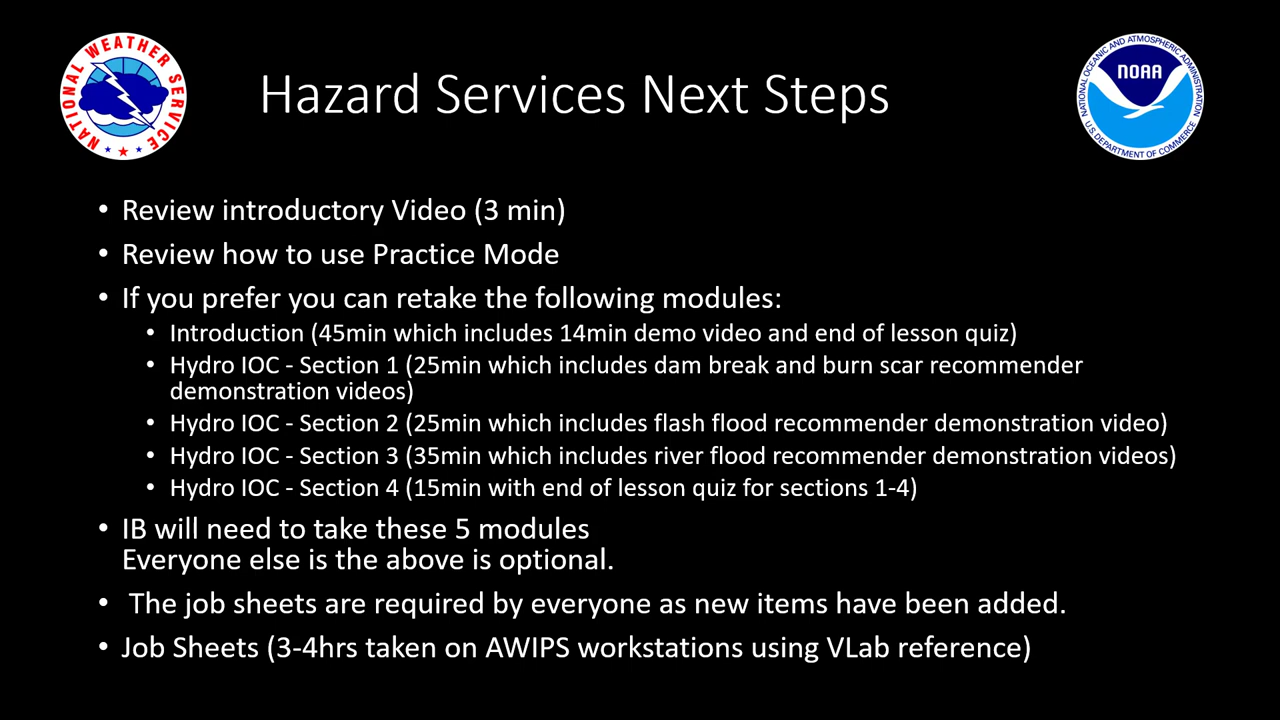 NATIONAL WEATHER SERVICE
Hazard Services Next Steps
NATIONAL OCEANIC AND ATMOSPHERIC ADMINISTRATION
NOAA
U.S. DEPARTMENT OF COMMERCE
• Review introductory Video (3 min)
• Review how to use Practice Mode
• If you prefer you can retake the following modules:
• Introduction (45min which includes 14min demo video and end of lesson quiz)
• Hydro IOC - Section 1 (25min which includes dam break and burn scar recommender
demonstration videos)
• Hydro IOC - Section 2 (25min which includes flash flood recommender demonstration video)
• Hydro IOC - Section 3 (35min which includes river flood recommender demonstration videos)
• Hydro IOC - Section 4 (15min with end of lesson quiz for sections 1-4)
• IB will need to take these 5 modules
Everyone else is the above is optional.
• The job sheets are required by everyone as new items have been added.
• Job Sheets (3-4hrs taken on AWIPS workstations using VLab reference)